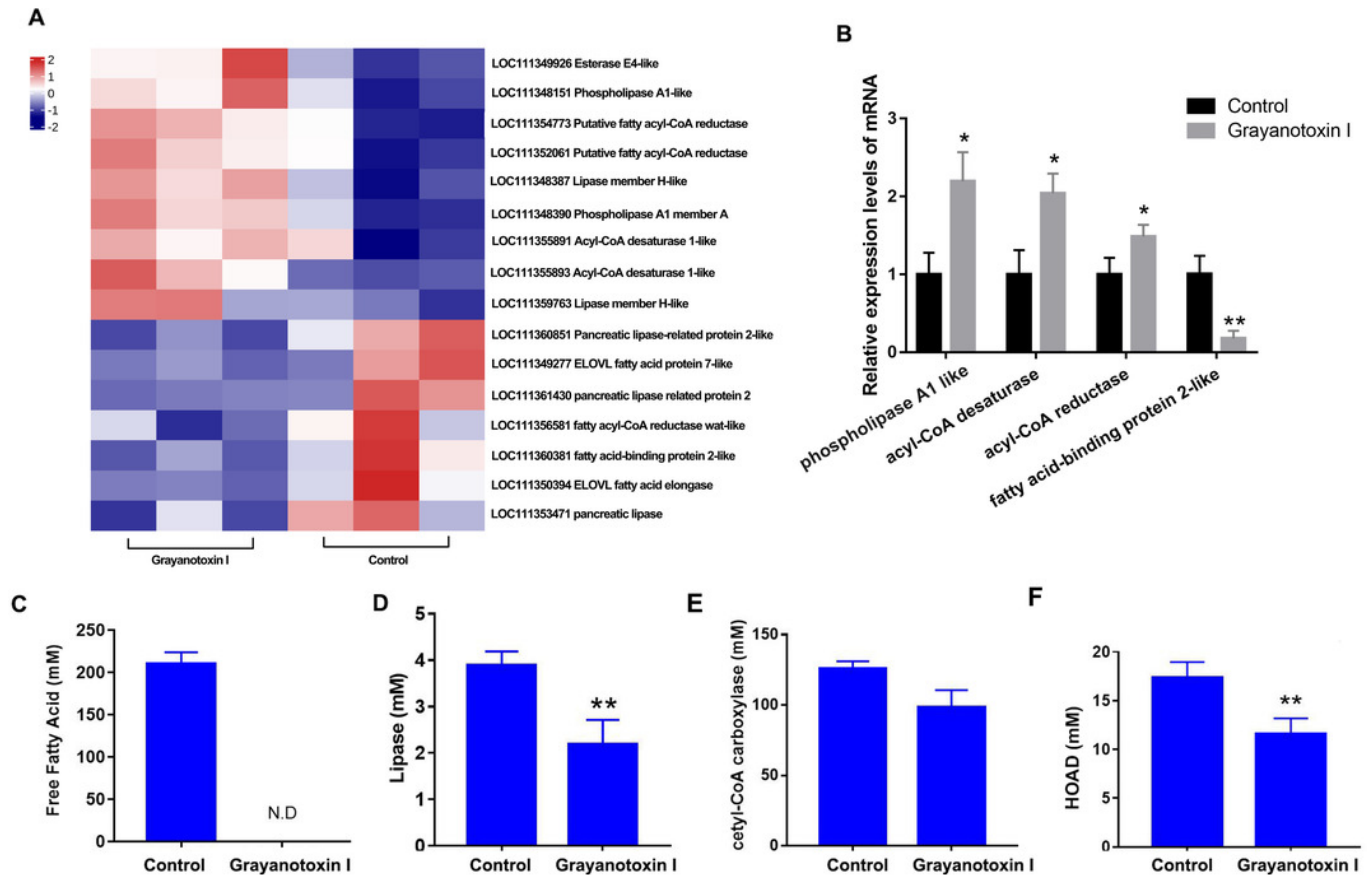 A
2
1
0
-1
-2
LOC111349926 Esterase E4-like
LOC111348151 Phospholipase A1-like
LOC111354773 Putative fatty acyl-CoA reductase
LOC111352061 Putative fatty acyl-CoA reductase
LOC111348387 Lipase member H-like
LOC111348390 Phospholipase A1 member A
LOC111355891 Acyl-CoA desaturase 1-like
LOC111355893 Acyl-CoA desaturase 1-like
LOC111359763 Lipase member H-like
LOC111360851 Pancreatic lipase-related protein 2-like
LOC111349277 ELOVL fatty acid protein 7-like
LOC111361430 pancreatic lipase related protein 2
LOC111356581 fatty acyl-CoA reductase wat-like
LOC111360381 fatty acid-binding protein 2-like
LOC111350394 ELOVL fatty acid elongase
LOC111353471 pancreatic lipase
Grayanotoxin I
Control
B
Control
Grayanotoxin I
Relative expression levels of mRNA
3
2
1
0
*
*
*
**
phospholipase A1 like
acyl-CoA desaturase
acyl-CoA reductase
fatty acid-binding protein 2-like
C
Free Fatty Acid (mM)
250
200
150
100
50
0
N.D
Control
Grayanotoxin I
D
Lipase (mM)
5
4
3
2
1
0
**
Control
Grayanotoxin I
E
cetyl-CoA carboxylase (mM)
150
100
50
0
Control
Grayanotoxin I
F
HOAD (mM)
20
15
10
5
0
**
Control
Grayanotoxin I